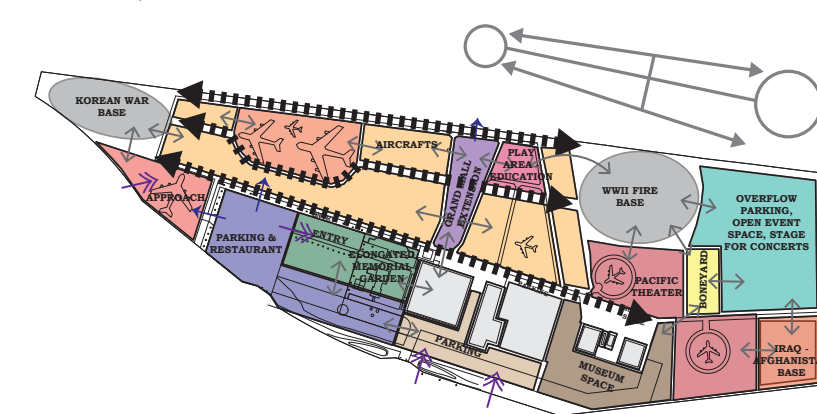 KOREAN WAR
BASE
AIRCRAFTS
GRAND MALL
EXTENSION
PLAY
AREA
EDUCATION
WWII FIRE
BASE
OVERFLOW
PARKING,
OPEN EVENT
SPACE, STAGE
FOR CONCERTS
APPROACH
PARKING &
RESTAURANT
ENTRY
ELONGATED
MEMORIAL
GARDEN
PACIFIC
THEATER
BONEYARD
PARKING
MUSEUM
SPACE
IRAQ -
AFGHANISTA
BASE